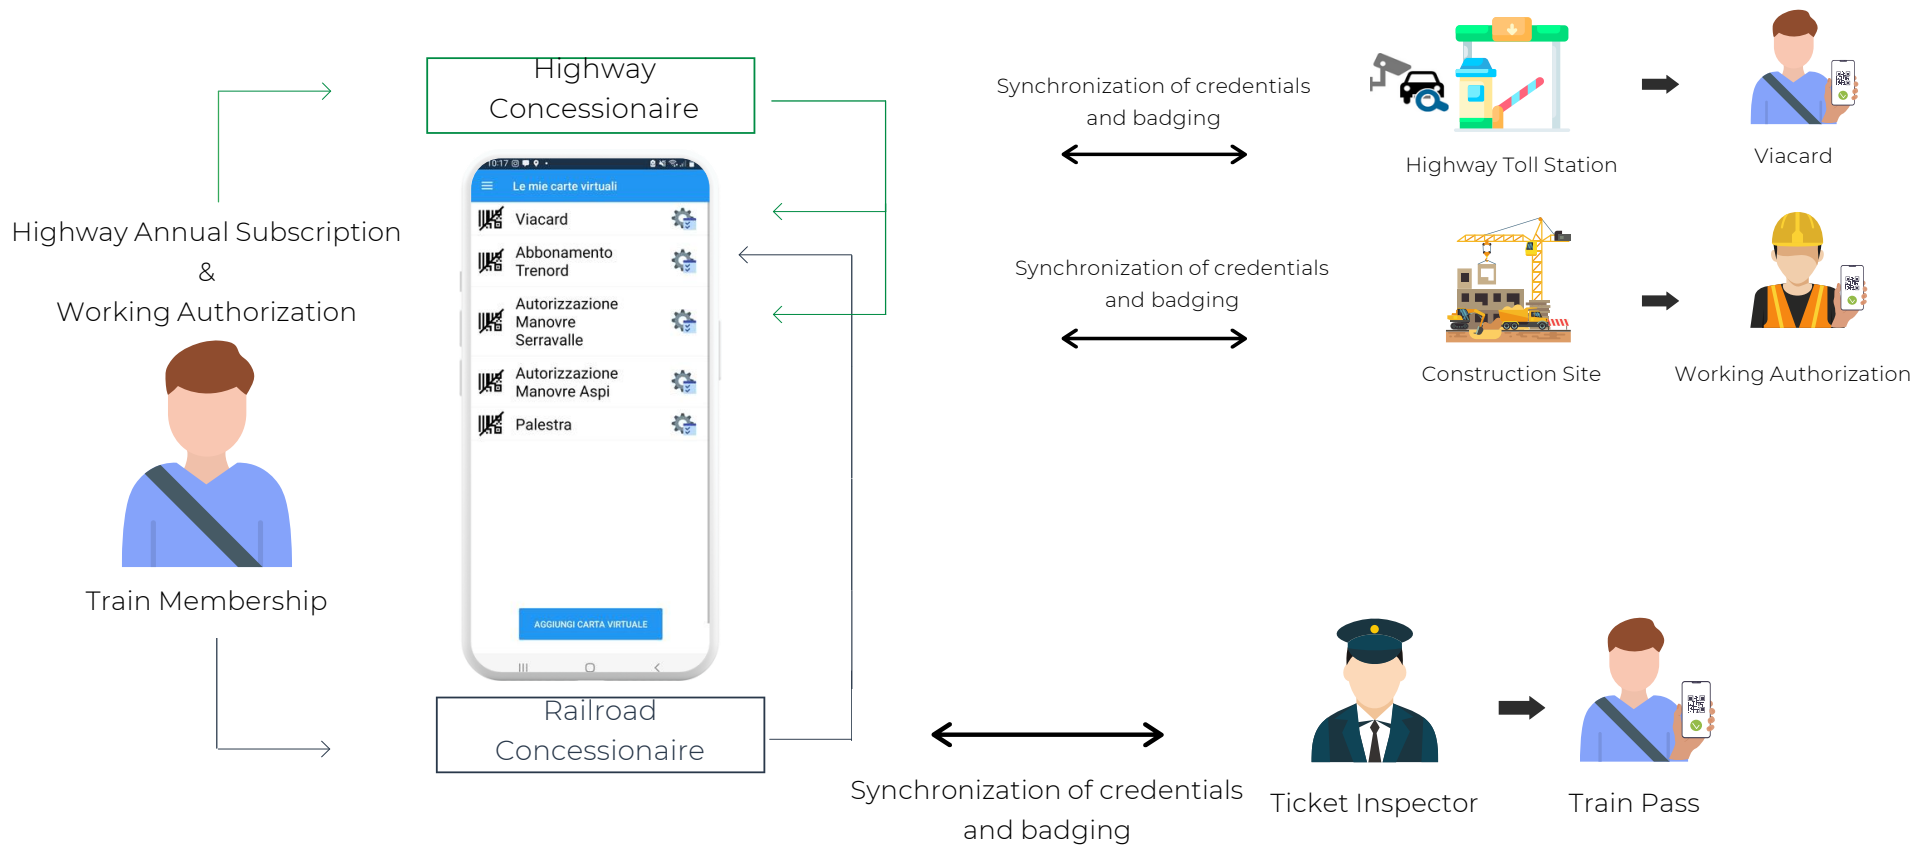 Highway
Concessionaire
Highway Annual Subscription
&
Working Authorization
Train Membership
10:17
Le mie carte virtuali
Viacard
Abbonamento
Trenord
Autorizzazione
Manovre
Serravalle
Autorizzazione
Manovre Aspi
Palestra
AGGIUNGI CARTA VIRTUALE
Railroad
Concessionaire
Synchronization of credentials
and badging
Highway Toll Station
Viacard
Synchronization of credentials
and badging
Construction Site
Working Authorization
Synchronization of credentials
and badging
Ticket Inspector
Train Pass